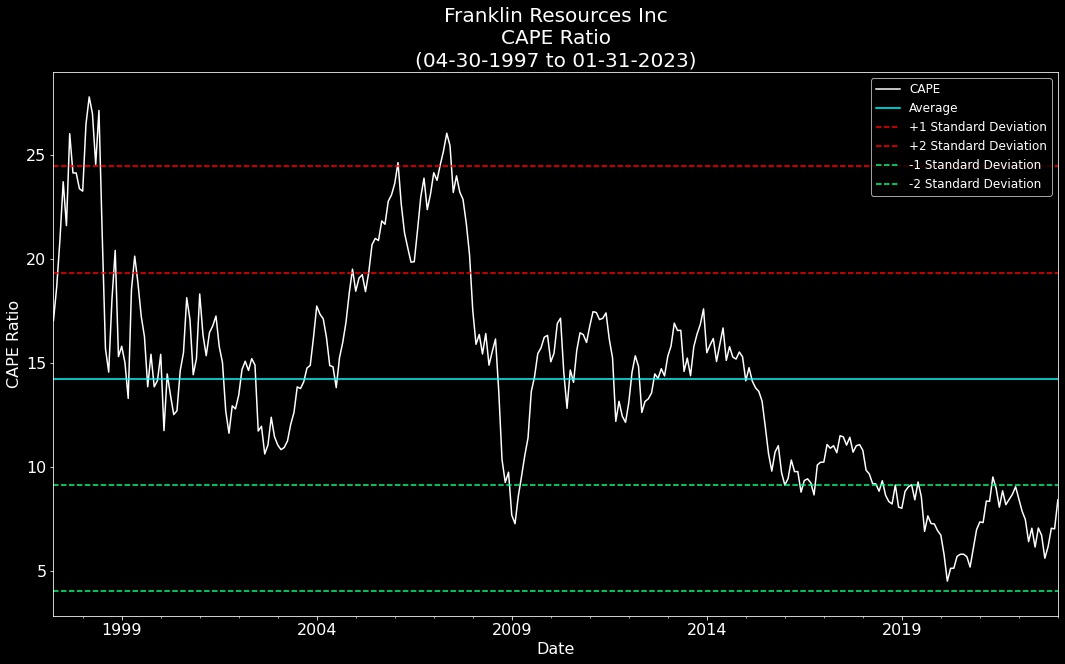 Franklin Resources Inc
CAPE Ratio
(04-30-1997 to 01-31-2023)
CAPE
Average
+1 Standard Deviation
+2 Standard Deviation
-1 Standard Deviation
-2 Standard Deviation
25
20
15
10
5
CAPE Ratio
1999
2004
2009
2014
2019
Date